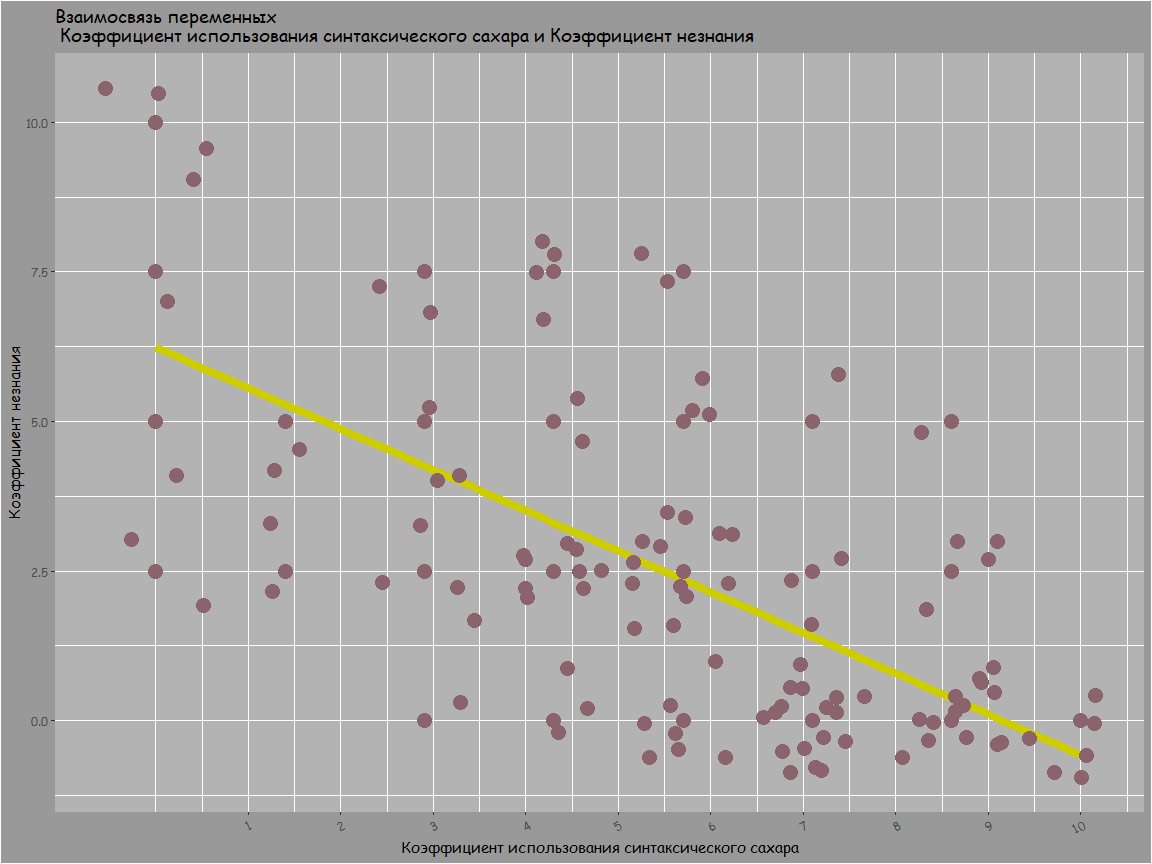 Взаимосвязь переменных
Коэффициент использования синтаксического сахара и Коэффициент незнания
10.0
7.5
5.0
2.5
0.0
Коэффициент незнания
1 2 3 4 5 6 7 8 9 10
Коэффициент использования синтаксического сахара